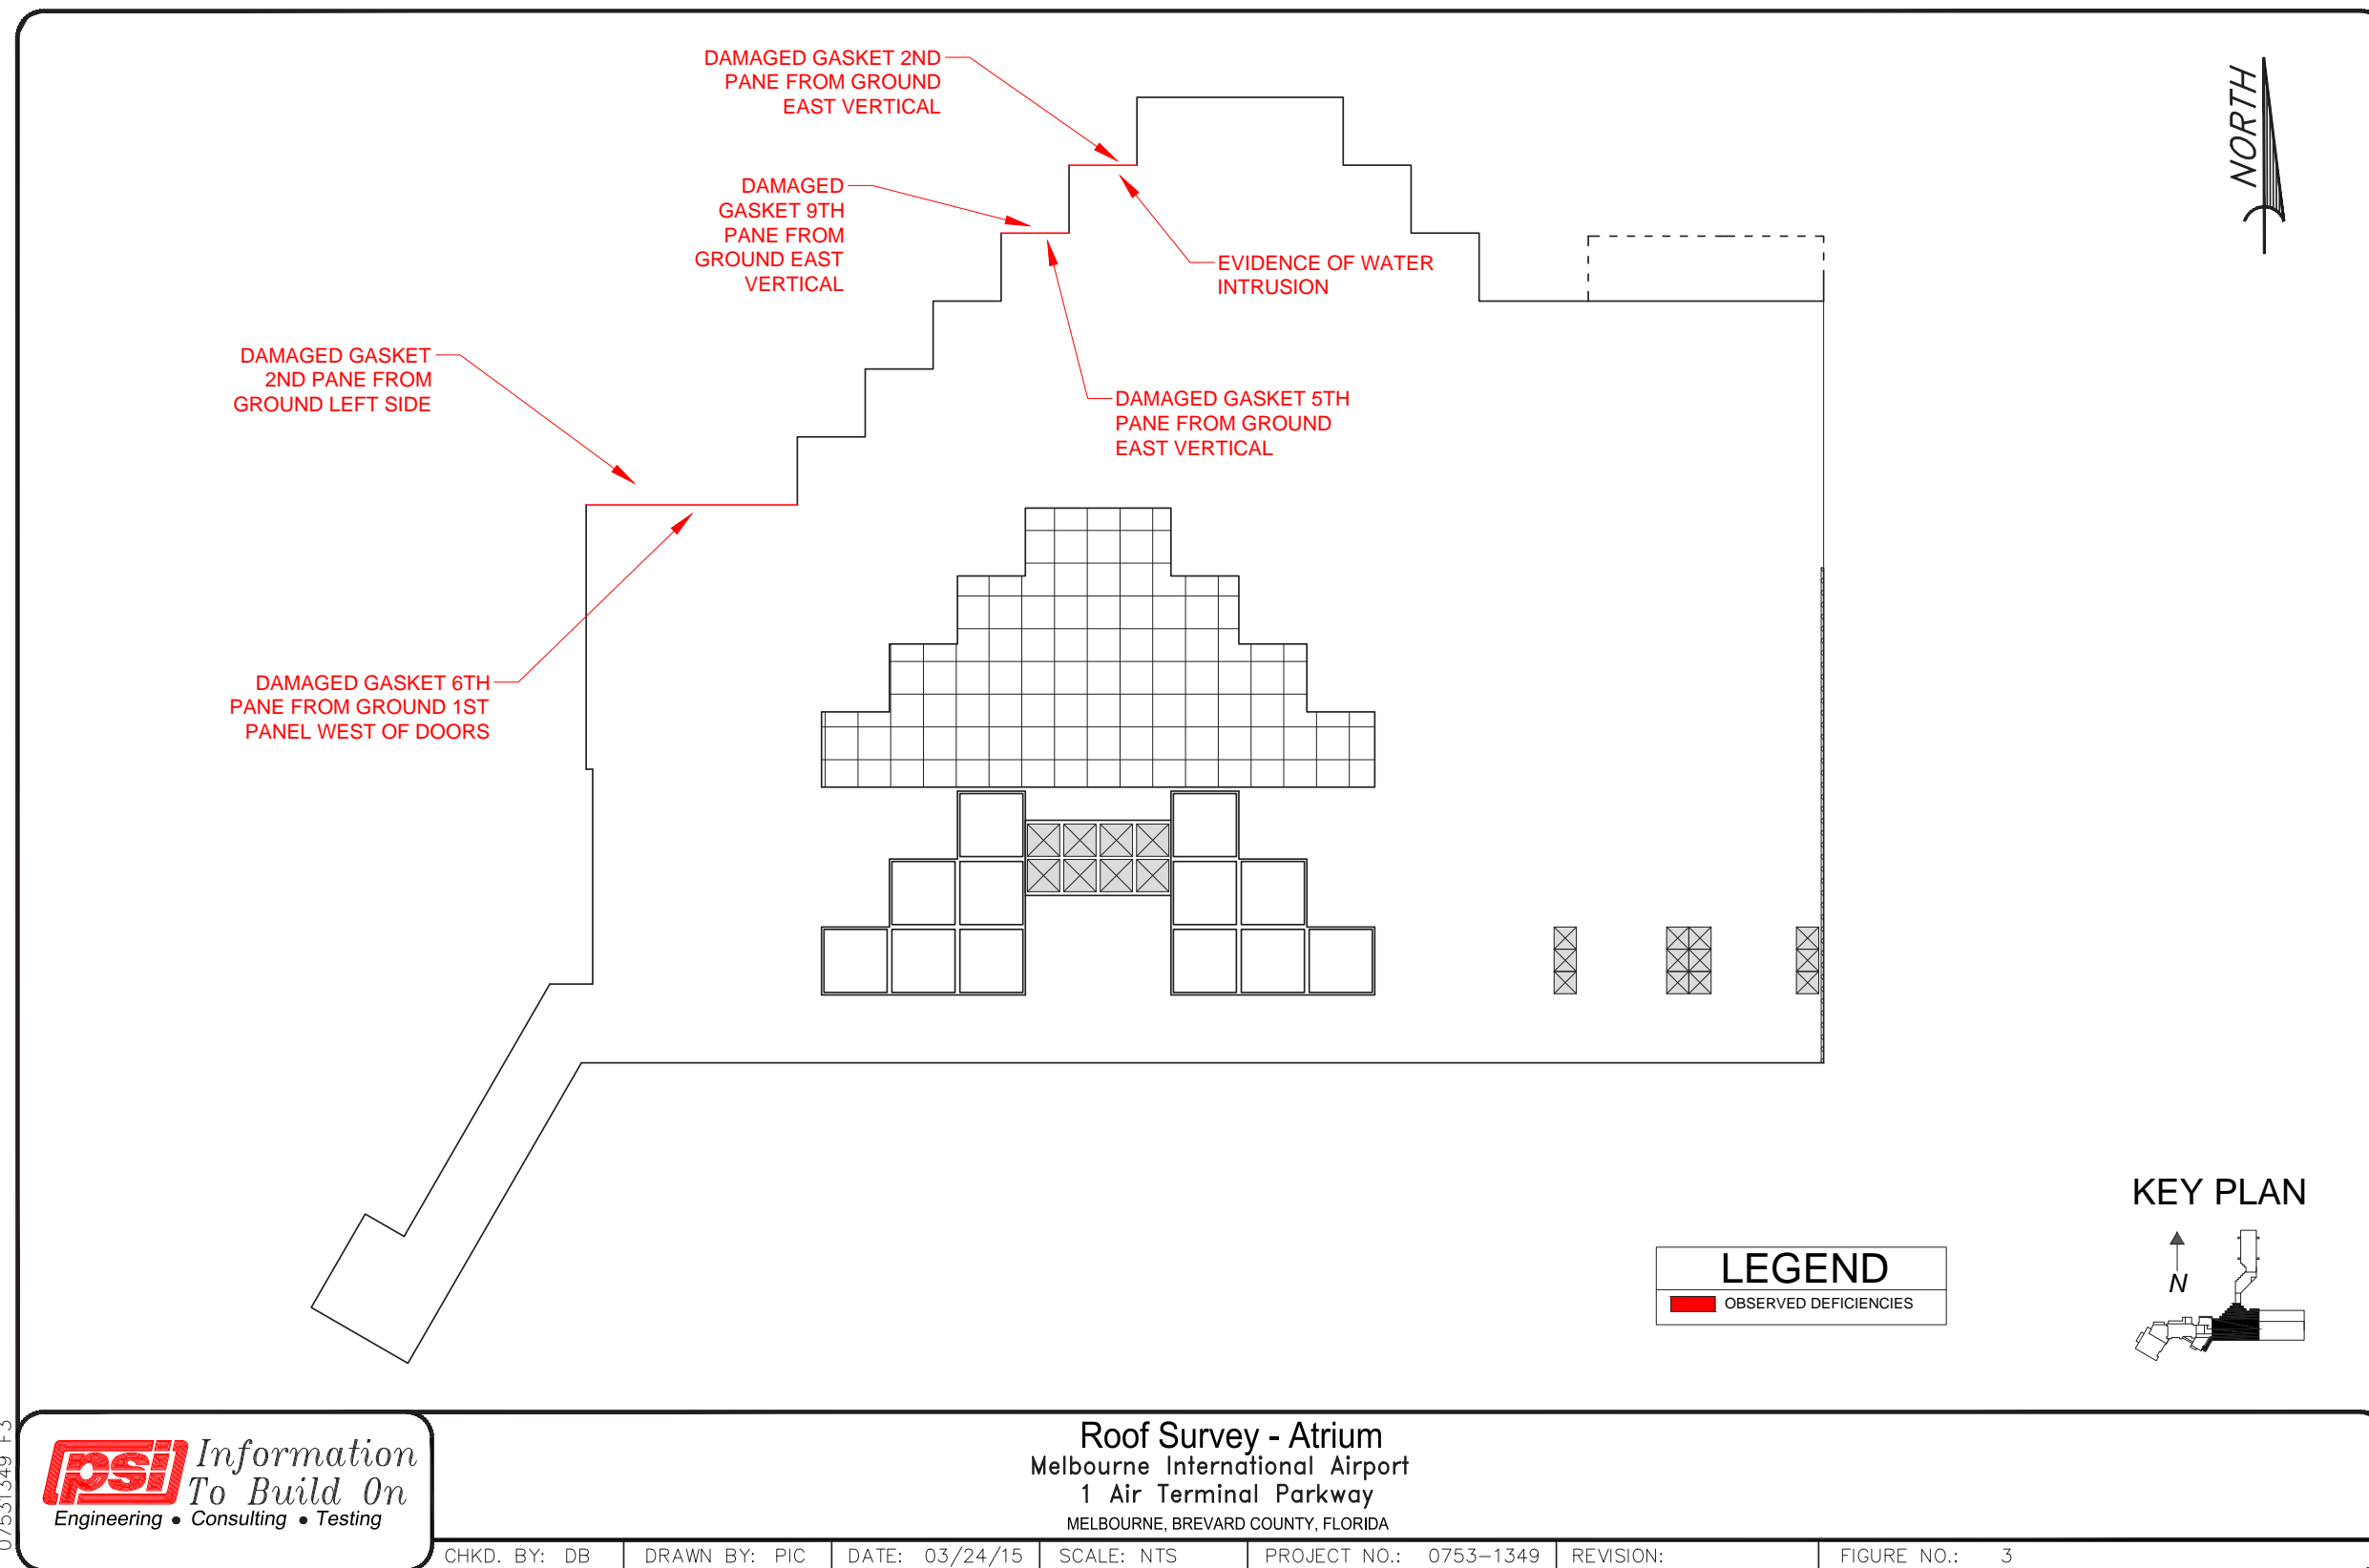 DAMAGED GASKET 2ND
PANE FROM GROUND
EAST VERTICAL
NORTH
DAMAGED
GASKET 9TH
PANE FROM
GROUND EAST
VERTICAL
EVIDENCE OF WATER
INTRUSION
DAMAGED GASKET
2ND PANE FROM
GROUND LEFT SIDE
DAMAGED GASKET 5TH
PANE FROM GROUND
EAST VERTICAL
DAMAGED GASKET 6TH
PANE FROM GROUND 1ST
PANEL WEST OF DOORS
KEY PLAN
N
LEGEND
OBSERVED DEFICIENCIES
07531349 F3
psi
Information
To Build On
Engineering • Consulting • Testing
Roof Survey - Atrium
Melbourne International Airport
1 Air Terminal Parkway
MELBOURNE, BREVARD COUNTY, FLORIDA
CHKD. BY: DB
DRAWN BY: PIC
DATE: 03/24/15
SCALE: NTS
PROJECT NO.: 0753-1349
REVISION:
FIGURE NO.: 3